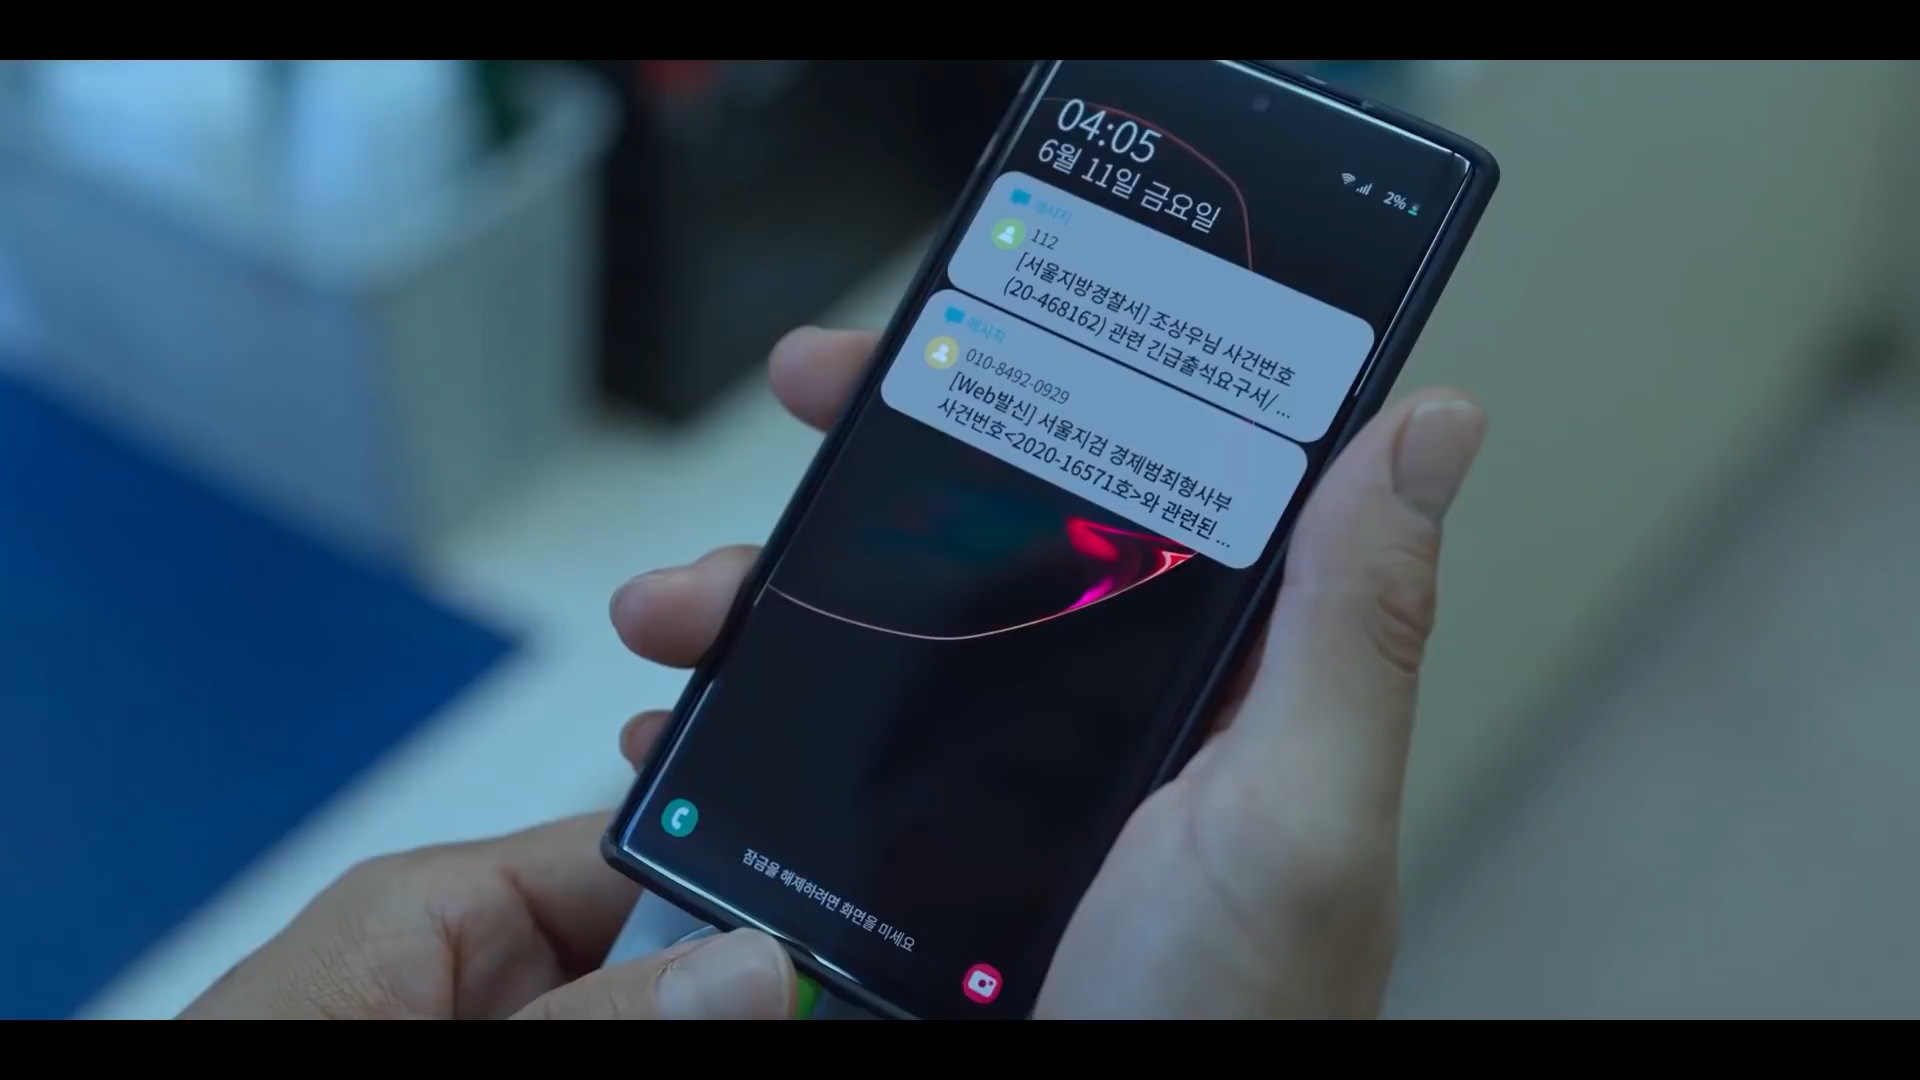 04:05
6월 11일 금요일
2%
메시지
112
[서울지방경찰서] 조상우님 사건번호
(20-468162) 관련 긴급출석요구서/...
메시지
010-8492-0929
[Web발신] 서울지검 경제범죄형사부
사건번호<2020-16571호>와 관련된 ...
잠금을 해제하려면 화면을 미세요